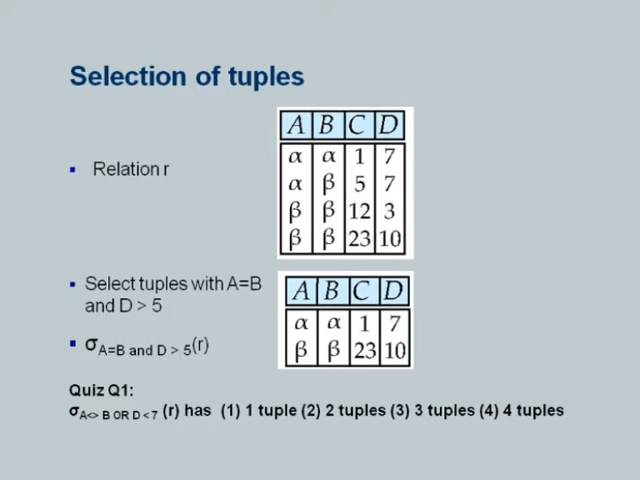 Selection of tuples
A B C D
▪ Relation r
α α 1 7
α β 5 7
β β 12 3
β β 23 10
▪ Select tuples with A=B
and D > 5
A B C D
α α 1 7
β β 23 10
▪ σA=B and D > 5(r)
Quiz Q1:
σA<> B OR D < 7 (r) has (1) 1 tuple (2) 2 tuples (3) 3 tuples (4) 4 tuples